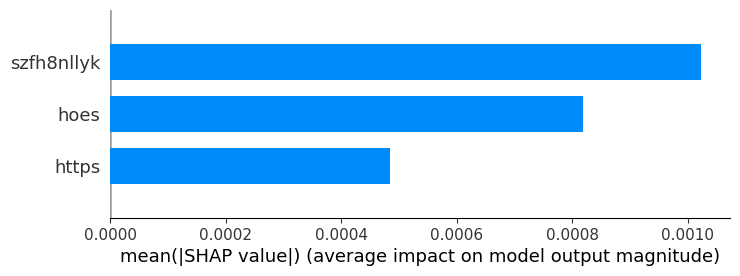 szfh8nllyk
hoes
https
0.0000 0.0002 0.0004 0.0006 0.0008 0.0010
mean(|SHAP value|) (average impact on model output magnitude)